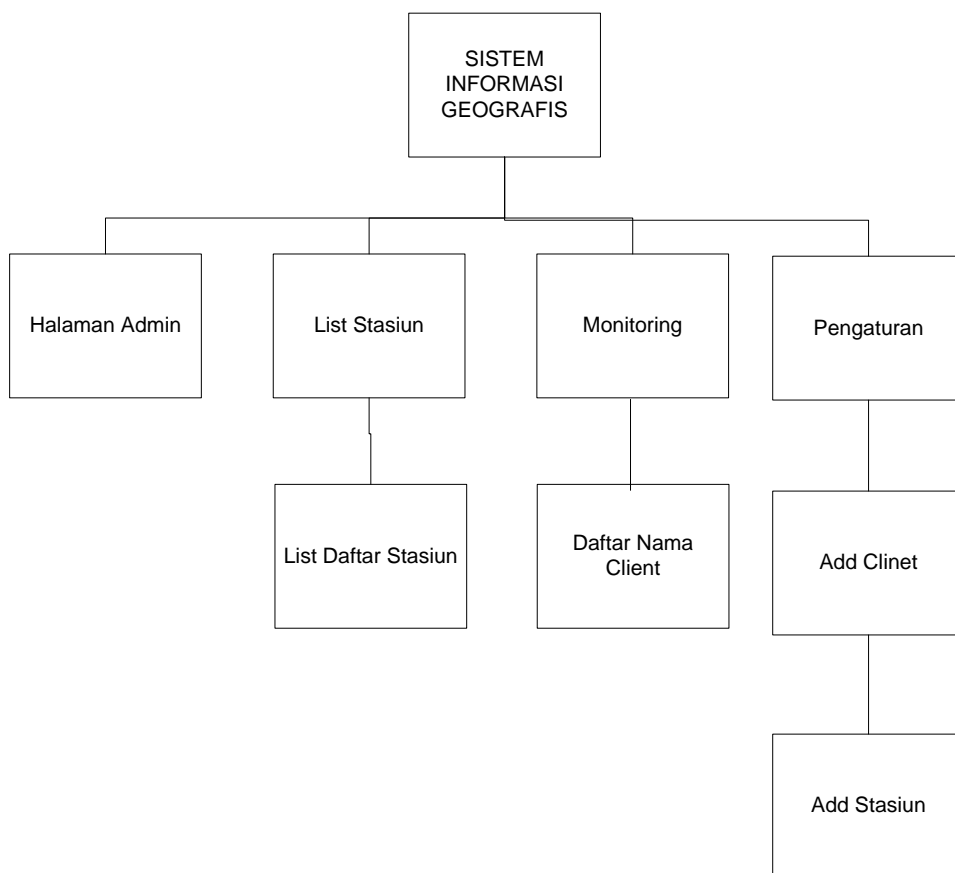 SISTEM
INFORMASI
GEOGRAFIS
Halaman Admin
List Stasiun
Monitoring
Pengaturan
List Daftar Stasiun
Daftar Nama
Client
Add Clinet
Add Stasiun